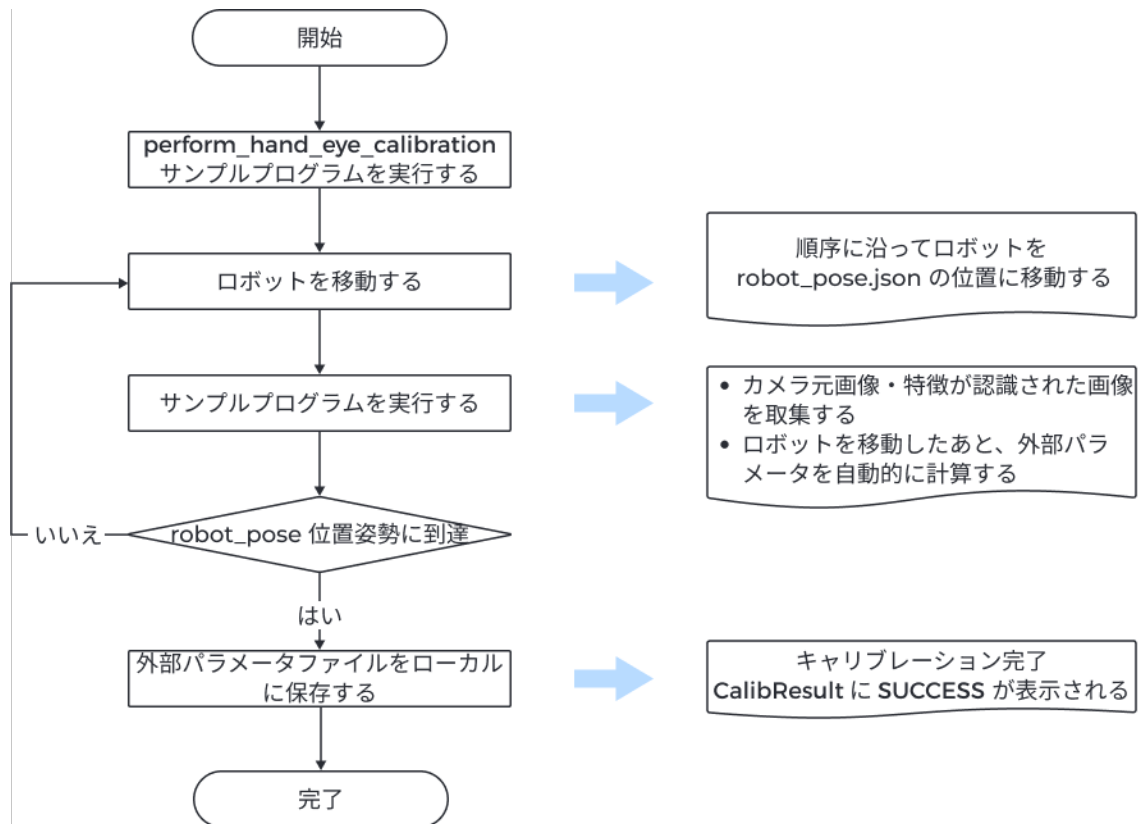 開始
perform_hand_eye_calibration
サンプルプログラムを実行する
ロボットを移動する
順序に沿ってロボットを
robot_pose.json の位置に移動する
サンプルプログラムを実行する
• カメラ元画像・特徴が認識された画像
を取集する
• ロボットを移動したあと、外部パラ
メータを自動的に計算する
いいえ
robot_pose 位置姿勢に到達
はい
外部パラメータファイルをローカル
に保存する
キャリブレーション完了
CalibResult に SUCCESS が表示される
完了